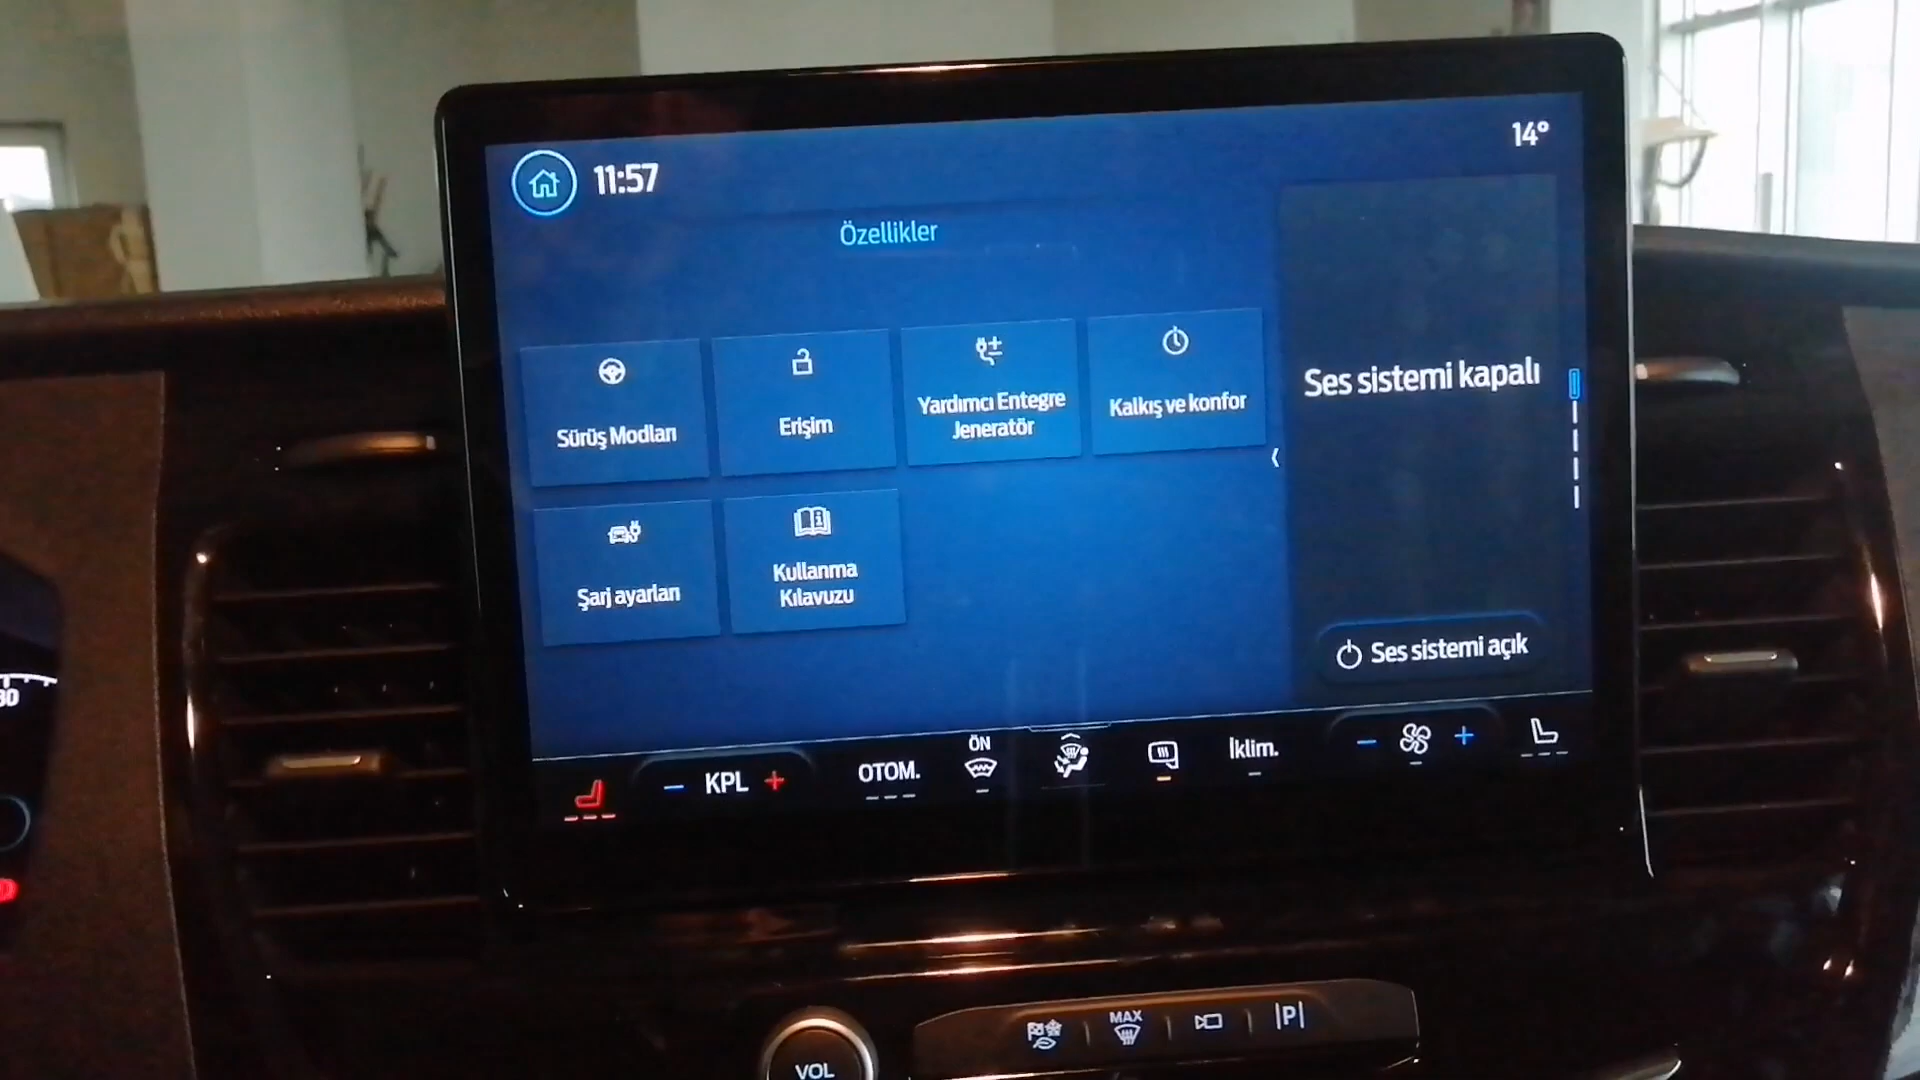 11:57
14°
Özellikler
Sürüş Modları
Erişim
Yardımcı Entegre
Jeneratör
Kalkış ve konfor
Şarj ayarları
Kullanma
Kılavuzu
Ses sistemi kapalı
Ses sistemi açık
KPL
OTOM.
ÖN
İklim.
MAX
|P|
VOL